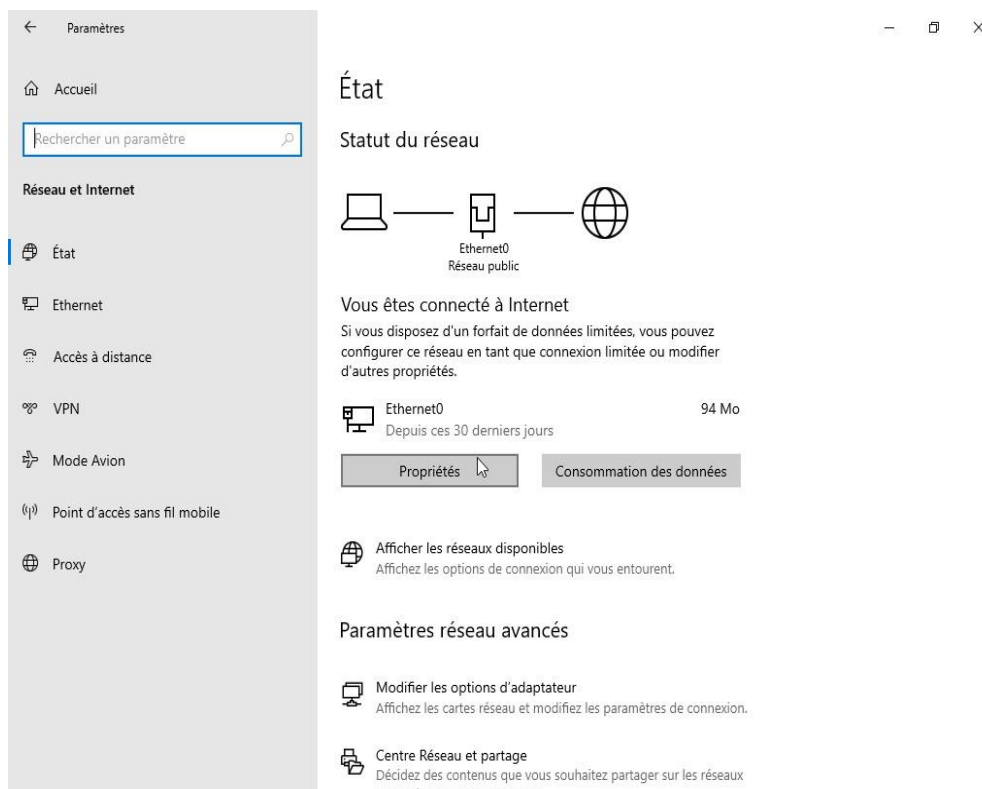 Paramètres
Accueil
Rechercher un paramètre
Réseau et Internet
État
Ethernet
Accès à distance
VPN
Mode Avion
Point d'accès sans fil mobile
Proxy
État
Statut du réseau
Ethernet0
Réseau public
Vous êtes connecté à Internet
Si vous disposez d'un forfait de données limitées, vous pouvez
configurer ce réseau en tant que connexion limitée ou modifier
d'autres propriétés.
Ethernet0 94 Mo
Depuis ces 30 derniers jours
Propriétés Consommation des données
Afficher les réseaux disponibles
Affichez les options de connexion qui vous entourent.
Paramètres réseau avancés
Modifier les options d'adaptateur
Affichez les cartes réseau et modifiez les paramètres de connexion.
Centre Réseau et partage
Décidez des contenus que vous souhaitez partager sur les réseaux